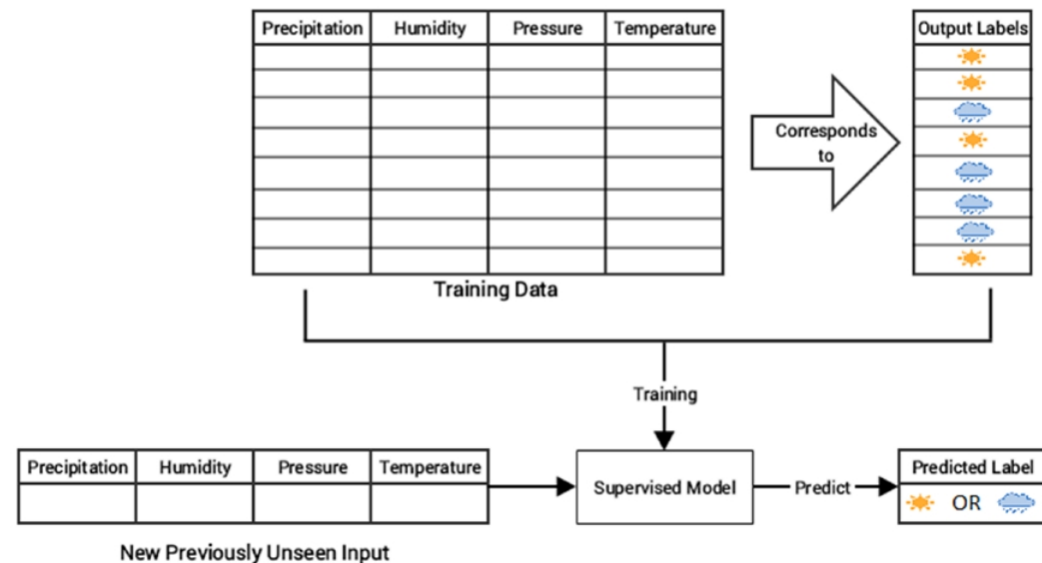 Precipitation Humidity Pressure Temperature
Output Labels
Corresponds
to
Training Data
Training
Precipitation Humidity Pressure Temperature
Supervised Model
Predict
Predicted Label
OR
New Previously Unseen Input